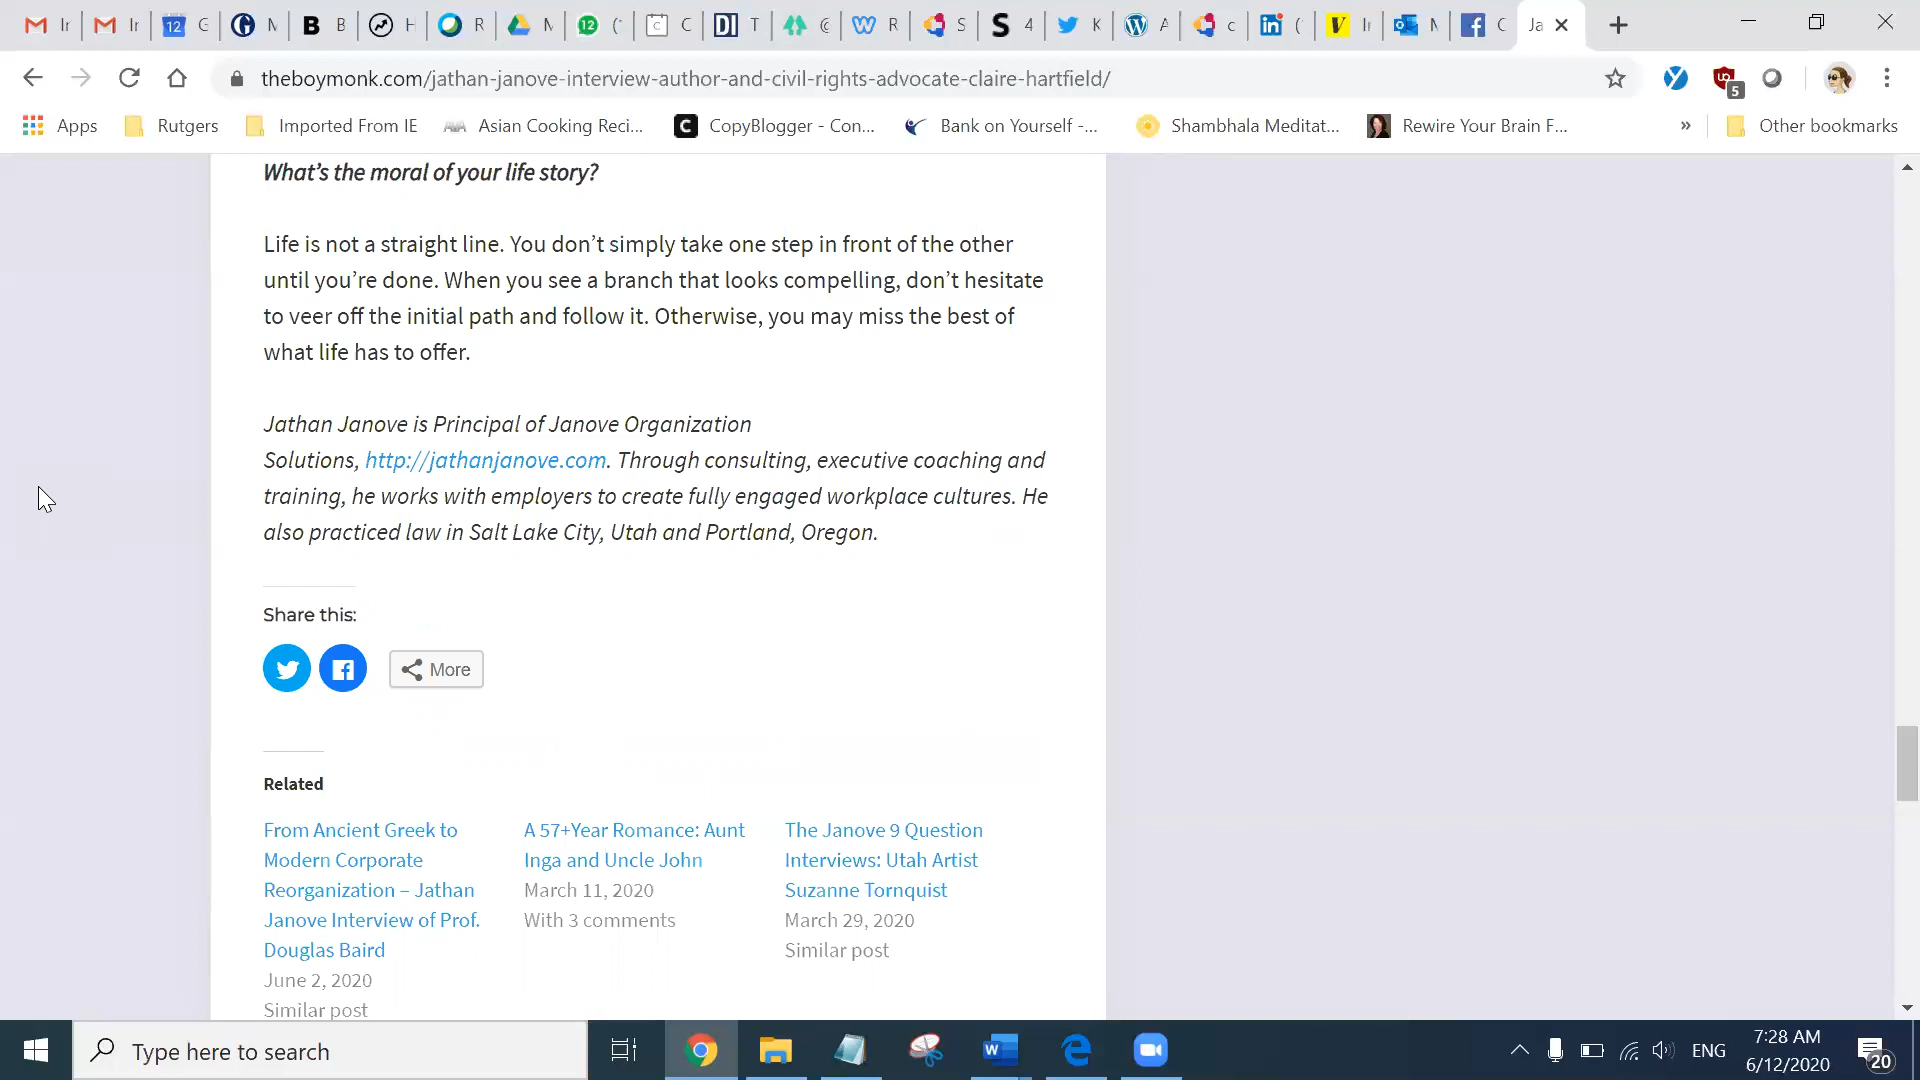 In In 12 G M B B H R M 12 ( C C DI T @ R S S 4 K A c in ( V In M C Ja
theboymonk.com/jathan-janove-interview-author-and-civil-rights-advocate-claire-hartfield/
5
Apps Rutgers Imported From IE Asian Cooking Reci... C CopyBlogger - Con... Bank on Yourself -... Shambhala Meditat... Rewire Your Brain F... » Other bookmarks
What's the moral of your life story?
Life is not a straight line. You don't simply take one step in front of the other
until you're done. When you see a branch that looks compelling, don't hesitate
to veer off the initial path and follow it. Otherwise, you may miss the best of
what life has to offer.
Jathan Janove is Principal of Janove Organization
Solutions, http://jathanjanove.com. Through consulting, executive coaching and
training, he works with employers to create fully engaged workplace cultures. He
also practiced law in Salt Lake City, Utah and Portland, Oregon.
Share this:
More
Related
From Ancient Greek to
Modern Corporate
Reorganization – Jathan
Janove Interview of Prof.
Douglas Baird
June 2, 2020
Similar post
A 57+Year Romance: Aunt
Inga and Uncle John
March 11, 2020
With 3 comments
The Janove 9 Question
Interviews: Utah Artist
Suzanne Tornquist
March 29, 2020
Similar post
Type here to search
ENG
7:28 AM
6/12/2020
20